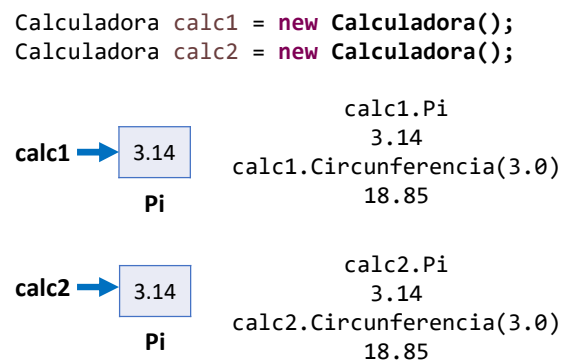 Calculadora calc1 = new Calculadora();
Calculadora calc2 = new Calculadora();
calc1
3.14
Pi
calc1.Pi
3.14
calc1.Circunferencia(3.0)
18.85
calc2
3.14
Pi
calc2.Pi
3.14
calc2.Circunferencia(3.0)
18.85